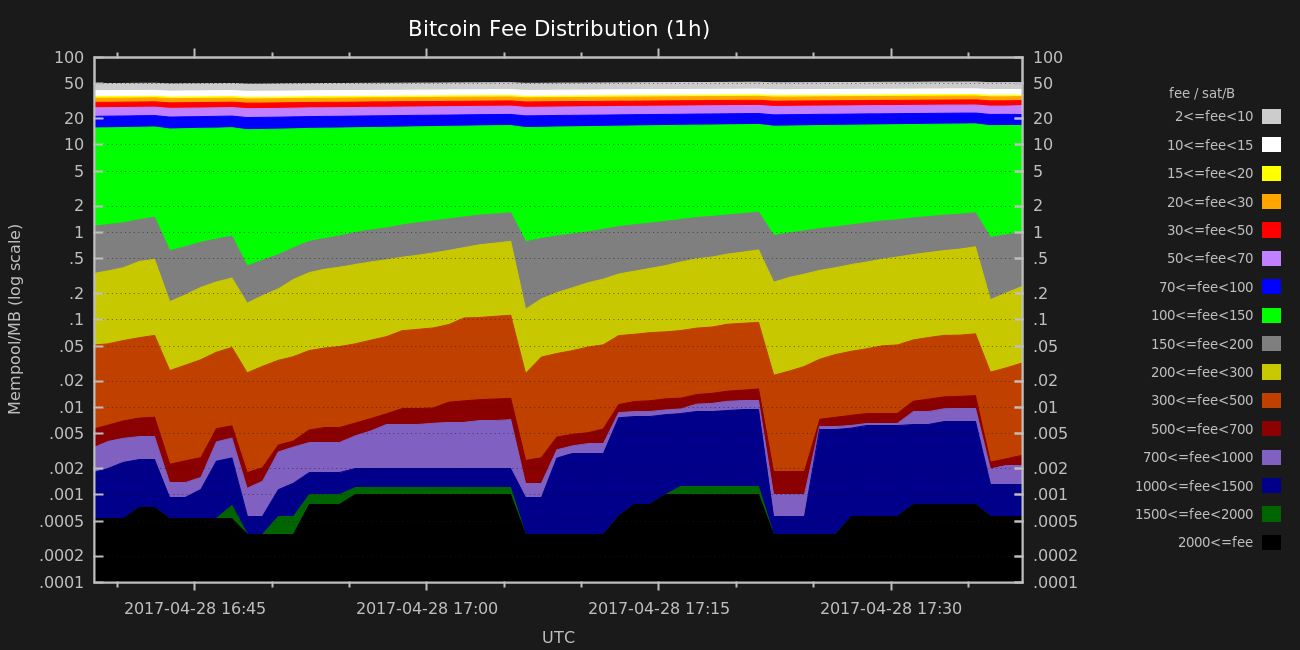 Bitcoin Fee Distribution (1h)
100
50
20
10
5
2
1
.5
.2
.1
.05
.02
.01
.005
.002
.001
.0005
.0002
.0001
Mempool/MB (log scale)
100
50
20
10
5
2
1
.5
.2
.1
.05
.02
.01
.005
.002
.001
.0005
.0002
.0001
2017-04-28 16:45
2017-04-28 17:00
2017-04-28 17:15
2017-04-28 17:30
UTC
fee / sat/B
2<=fee<10
10<=fee<15
15<=fee<20
20<=fee<30
30<=fee<50
50<=fee<70
70<=fee<100
100<=fee<150
150<=fee<200
200<=fee<300
300<=fee<500
500<=fee<700
700<=fee<1000
1000<=fee<1500
1500<=fee<2000
2000<=fee